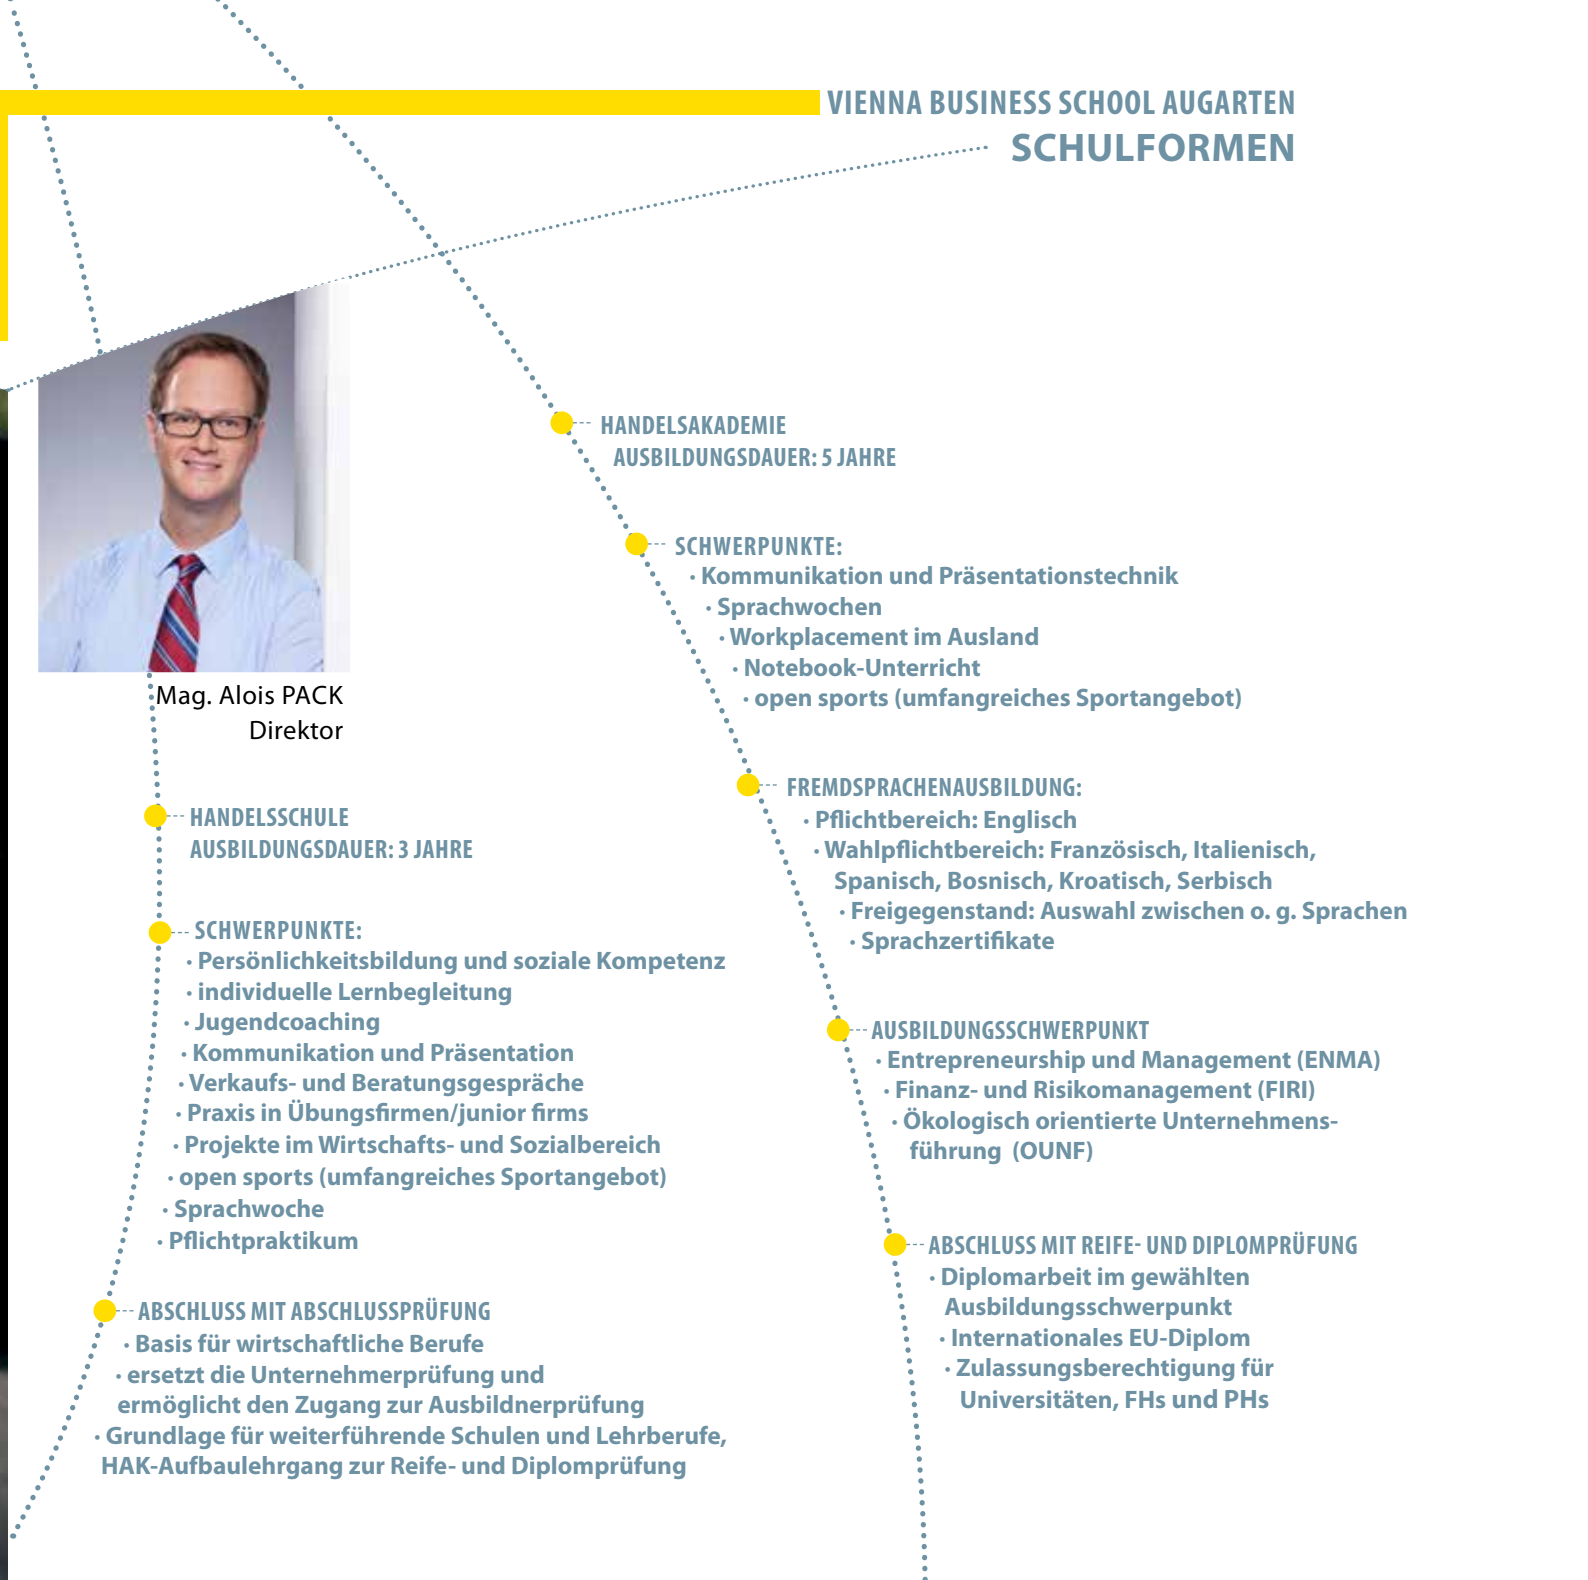 VIENNA BUSINESS SCHOOL AUGARTEN
SCHULFORMEN
Mag. Alois PACK
Direktor
HANDELSSCHULE
AUSBILDUNGSDAUER: 3 JAHRE
SCHWERPUNKTE:
· Persönlichkeitsbildung und soziale Kompetenz
· individuelle Lernbegleitung
· Jugendcoaching
· Kommunikation und Präsentation
· Verkaufs- und Beratungsgespräche
· Praxis in Übungsfirmen/junior firms
· Projekte im Wirtschafts- und Sozialbereich
· open sports (umfangreiches Sportangebot)
· Sprachwoche
· Pflichtpraktikum
ABSCHLUSS MIT ABSCHLUSSPRÜFUNG
· Basis für wirtschaftliche Berufe
· ersetzt die Unternehmerprüfung und
ermöglicht den Zugang zur Ausbildnerprüfung
· Grundlage für weiterführende Schulen und Lehrberufe,
HAK-Aufbaulehrgang zur Reife- und Diplomprüfung
HANDELSAKADEMIE
AUSBILDUNGSDAUER: 5 JAHRE
SCHWERPUNKTE:
· Kommunikation und Präsentationstechnik
· Sprachwochen
· Workplacement im Ausland
· Notebook-Unterricht
· open sports (umfangreiches Sportangebot)
FREMDSPRACHENAUSBILDUNG:
· Pflichtbereich: Englisch
· Wahlpflichtbereich: Französisch, Italienisch,
Spanisch, Bosnisch, Kroatisch, Serbisch
· Freigegenstand: Auswahl zwischen o. g. Sprachen
· Sprachzertifikate
AUSBILDUNGSSCHWERPUNKT
· Entrepreneurship und Management (ENMA)
· Finanz- und Risikomanagement (FIRI)
· Ökologisch orientierte Unternehmens-
führung (OUNF)
ABSCHLUSS MIT REIFE- UND DIPLOMPRÜFUNG
· Diplomarbeit im gewählten
Ausbildungsschwerpunkt
· Internationales EU-Diplom
· Zulassungsberechtigung für
Universitäten, FHs und PHs